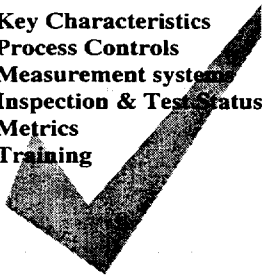 Key Characteristics
Process Controls
Measurement systems
Inspection & Test Status
Metrics
Training